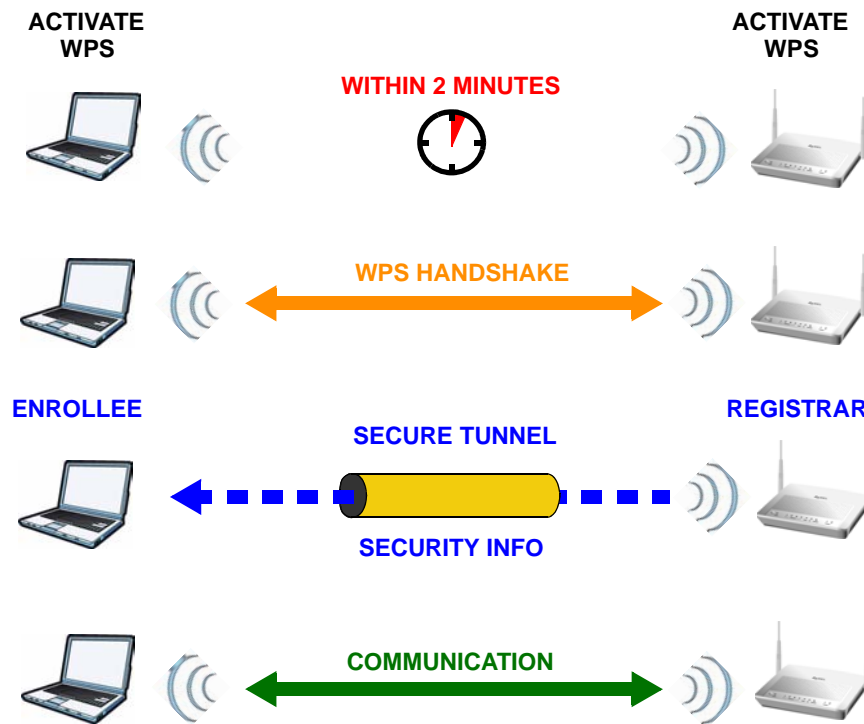 ACTIVATE
WPS
ACTIVATE
WPS
WITHIN 2 MINUTES
WPS HANDSHAKE
ENROLLEE
REGISTRAR
SECURE TUNNEL
SECURITY INFO
COMMUNICATION